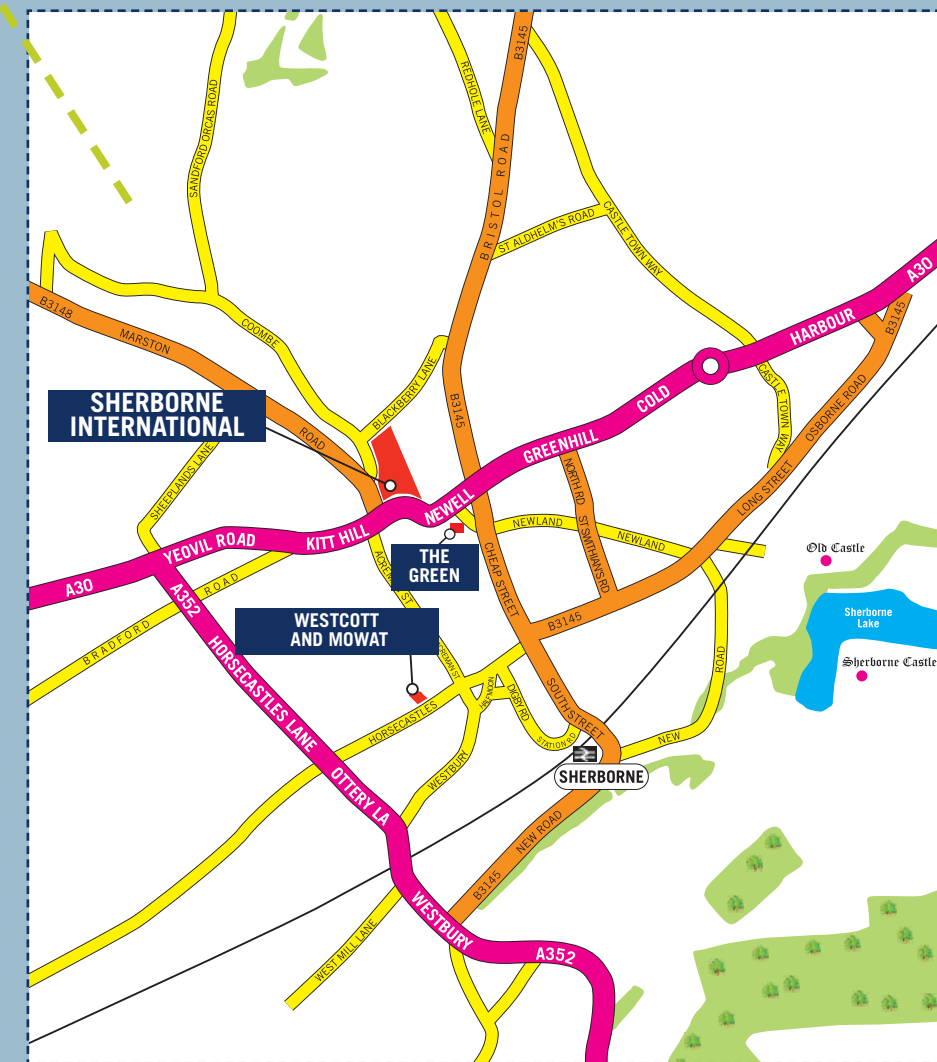 B3145
REDHOLE LANE
SANDFORD ORCAS ROAD
BRISTOL ROAD
ST ALDHELM'S ROAD
CASTLE TOWN WAY
A30
B3148
MARSTON
COOMBE
B3145
HARBOUR
BLACKBERRY LANE
CASTLE TOWN WAY
COLD
SHERBORNE
INTERNATIONAL
B3145
OSBORNE ROAD
ROAD
GREENHILL
SHEEPLANDS LANE
NORTH RD
LONG STREET
NEWELL
NEWLAND
NEWLAND
ST SMITHIAN'S RD
YEOVIL ROAD
KITT HILL
THE
GREEN
CHEAP STREET
Old Castle
A30
ROAD
A352
BRADFORD
WESTCOTT
AND MOWAT
B3145
Sherborne
Lake
Sherborne Castle
ACREMAN ST
HORSECASTLES LANE
HALFMOON
DIGBY RD
SOUTH STREET
ROAD
HORSECASTLES
STATION RD
NEW
SHERBORNE
WESTBURY
OTTERY LA
NEW ROAD
B3145
WESTBURY
A352
WEST MILL LANE